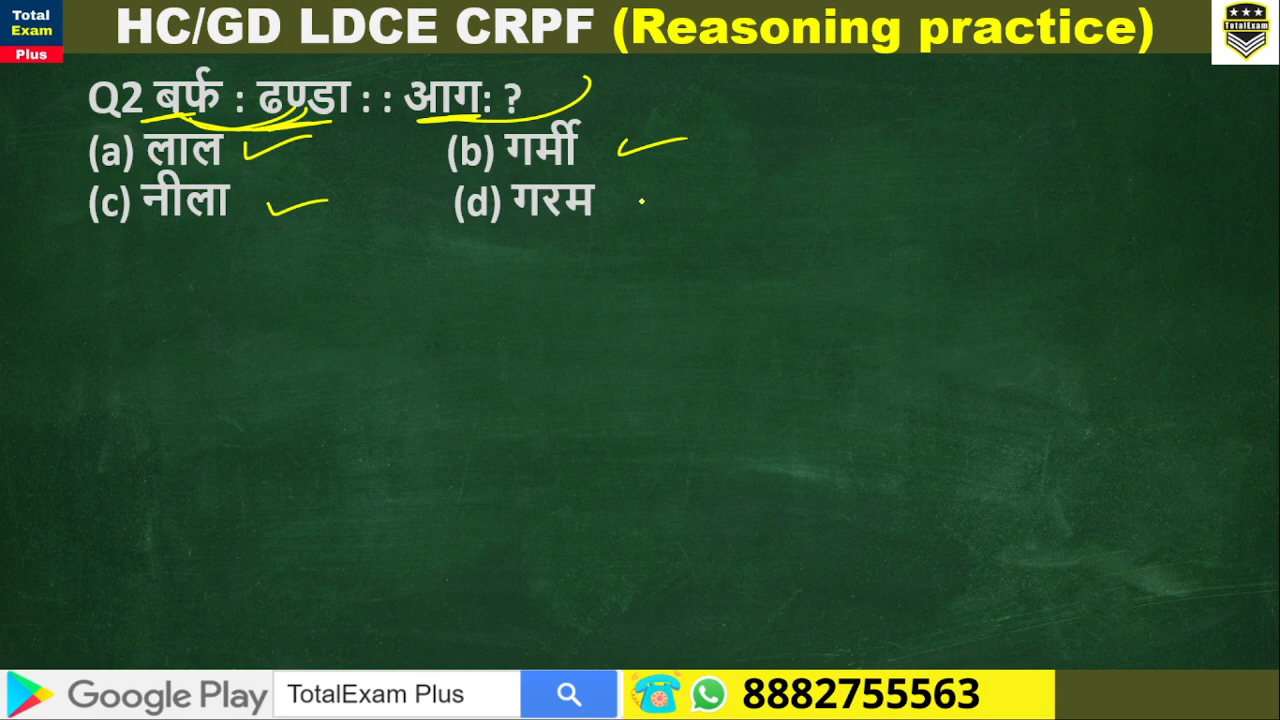 Total
Exam
Plus
HC/GD LDCE CRPF (Reasoning practice)
TotalExam
Q2 बर्फ : ढण्डा : : आग: ?
(a) लाल (b) गर्मी
(c) नीला (d) गरम
Google Play TotalExam Plus 8882755563